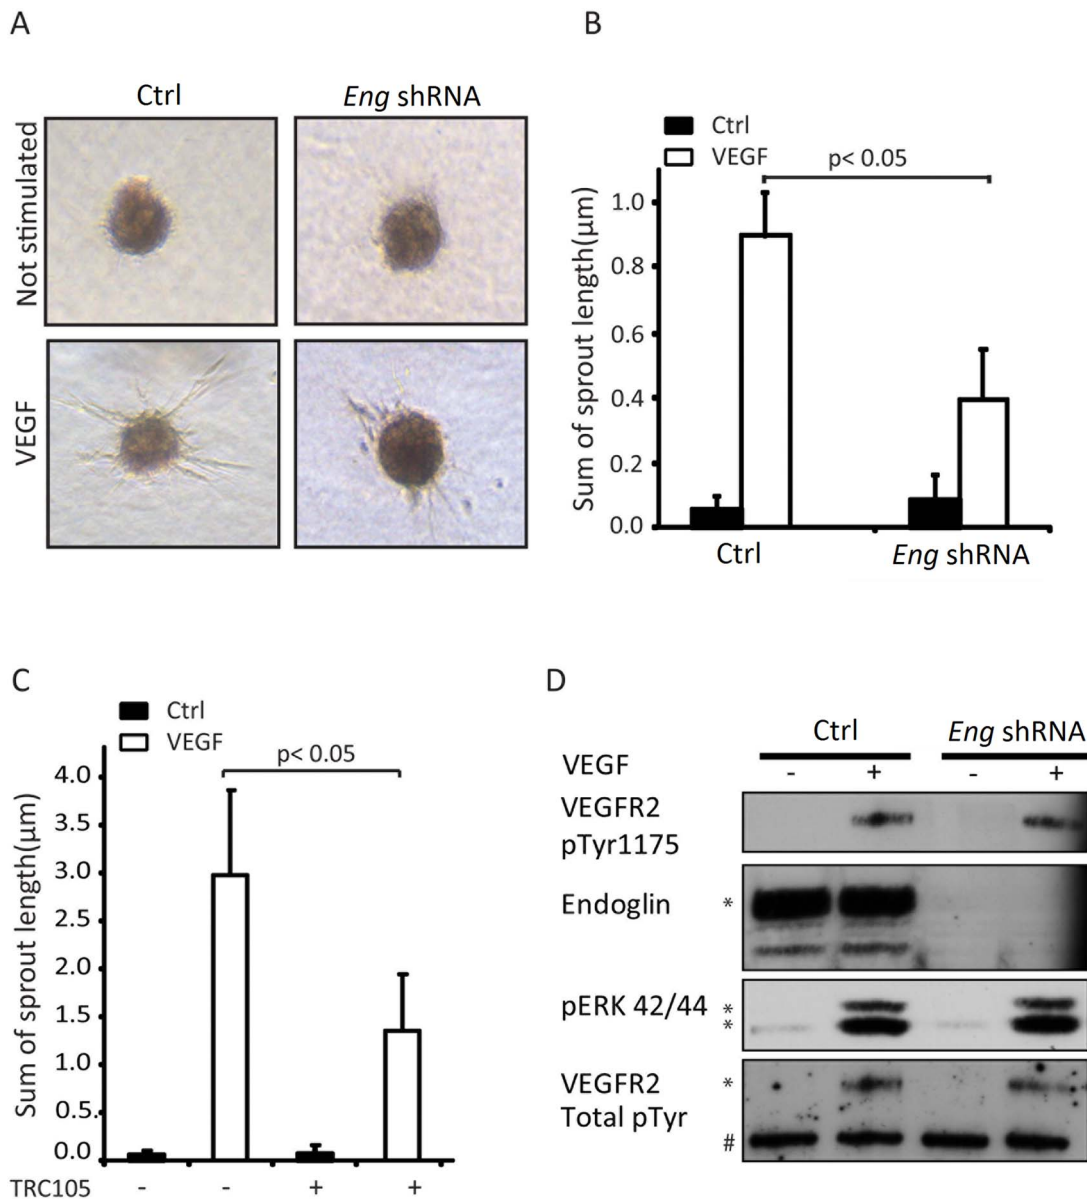 A
Ctrl
Eng shRNA
Not stimulated
VEGF
B
Ctrl
VEGF
p< 0.05
Sum of sprout length(µm)
1.0
0.8
0.6
0.4
0.2
0.0
Ctrl
Eng shRNA
C
Ctrl
VEGF
p< 0.05
Sum of sprout length(µm)
4.0
3.5
3.0
2.5
2.0
1.5
1.0
0.5
0.0
TRC105 - - + +
D
Ctrl
Eng shRNA
VEGF - + - +
VEGFR2
pTyr1175
Endoglin *
pERK 42/44 *
*
VEGFR2 *
Total pTyr
#